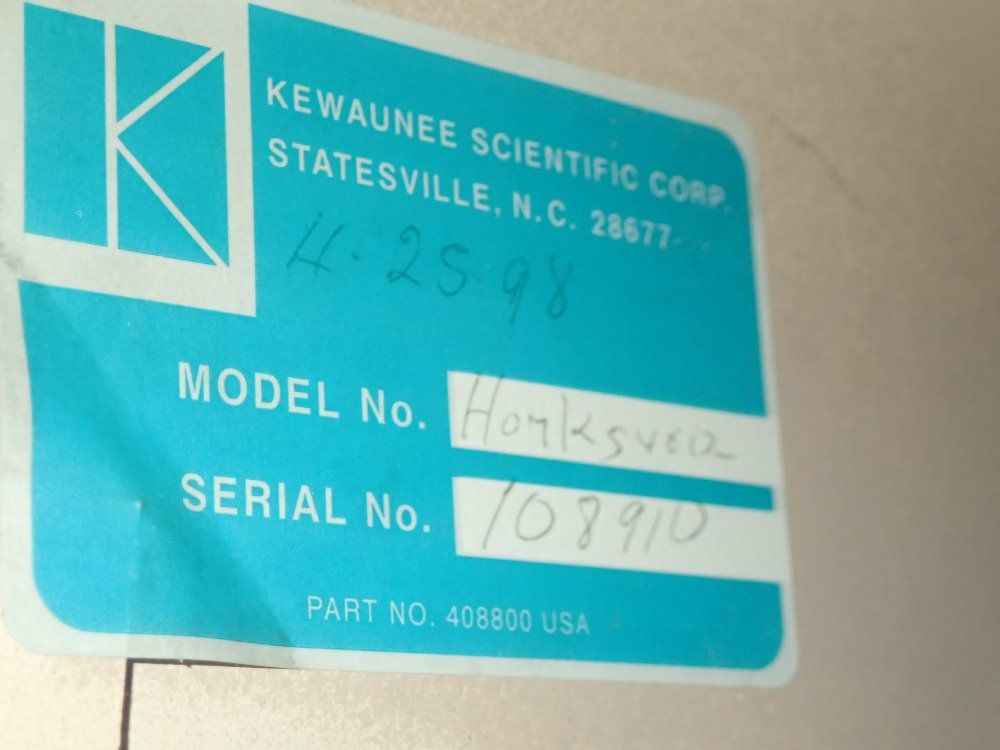 KEWAUNEE SCIENTIFIC CORP.
STATESVILLE, N.C. 28677
4-25-98
MODEL No.
SERIAL No. 108910
PART NO. 408800 USA